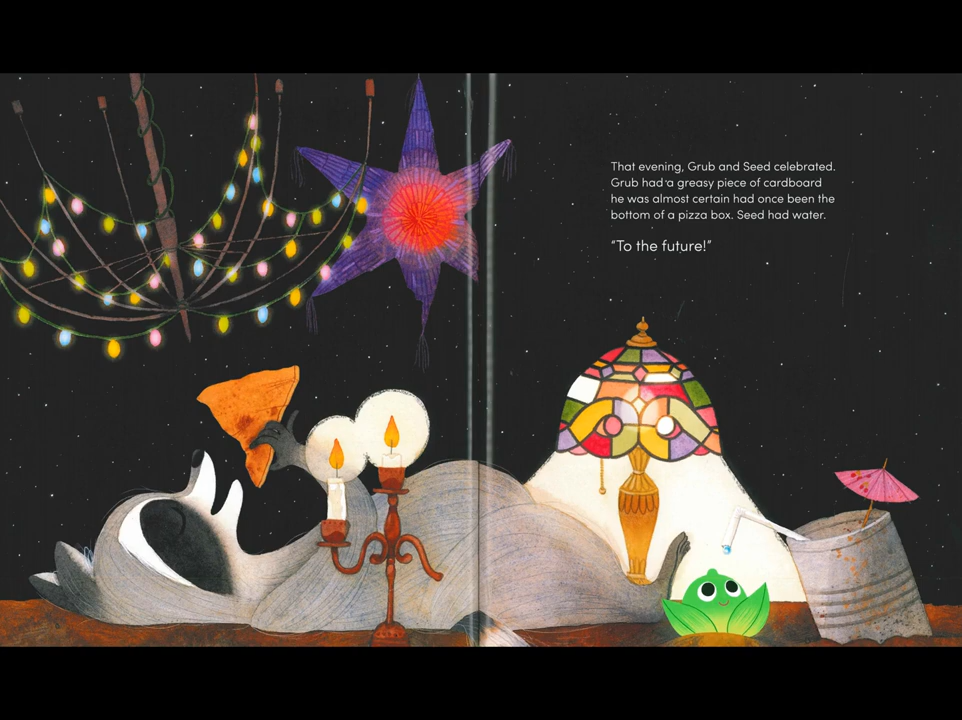 That evening, Grub and Seed celebrated.
Grub had a greasy piece of cardboard
he was almost certain had once been the
bottom of a pizza box. Seed had water.
“To the future!”